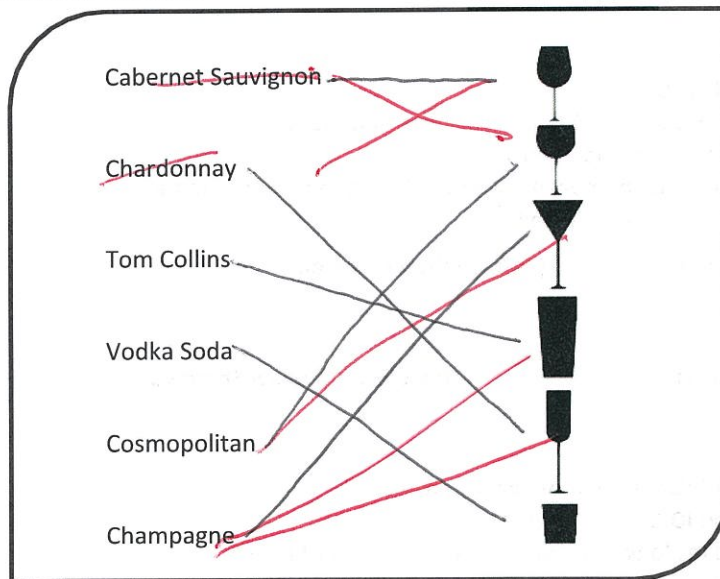 Cabernet Sauvignon
Chardonnay
Tom Collins
Vodka Soda
Cosmopolitan
Champagne